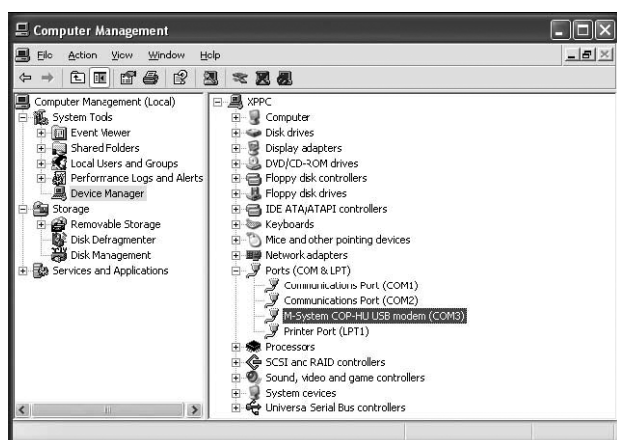 Computer Management
File Action View Window Help
Computer Management (Local)
System Tools
Event Viewer
Shared Folders
Local Users and Groups
Performance Logs and Alerts
Device Manager
Storage
Removable Storage
Disk Defragmenter
Disk Management
Services and Applications
XPPC
Computer
Disk drives
Display adapters
DVD/CD-ROM drives
Floppy disk controllers
Floppy disk drives
IDE ATA/ATAPI controllers
Keyboards
Mice and other pointing devices
Network adapters
Ports (COM & LPT)
Communications Port (COM1)
Communications Port (COM2)
M-System COP-HU USB modem (COM3)
Printer Port (LPT1)
Processors
SCSI anc RAID controllers
Sound, video and game controllers
System cevices
Universa Serial Bus controllers